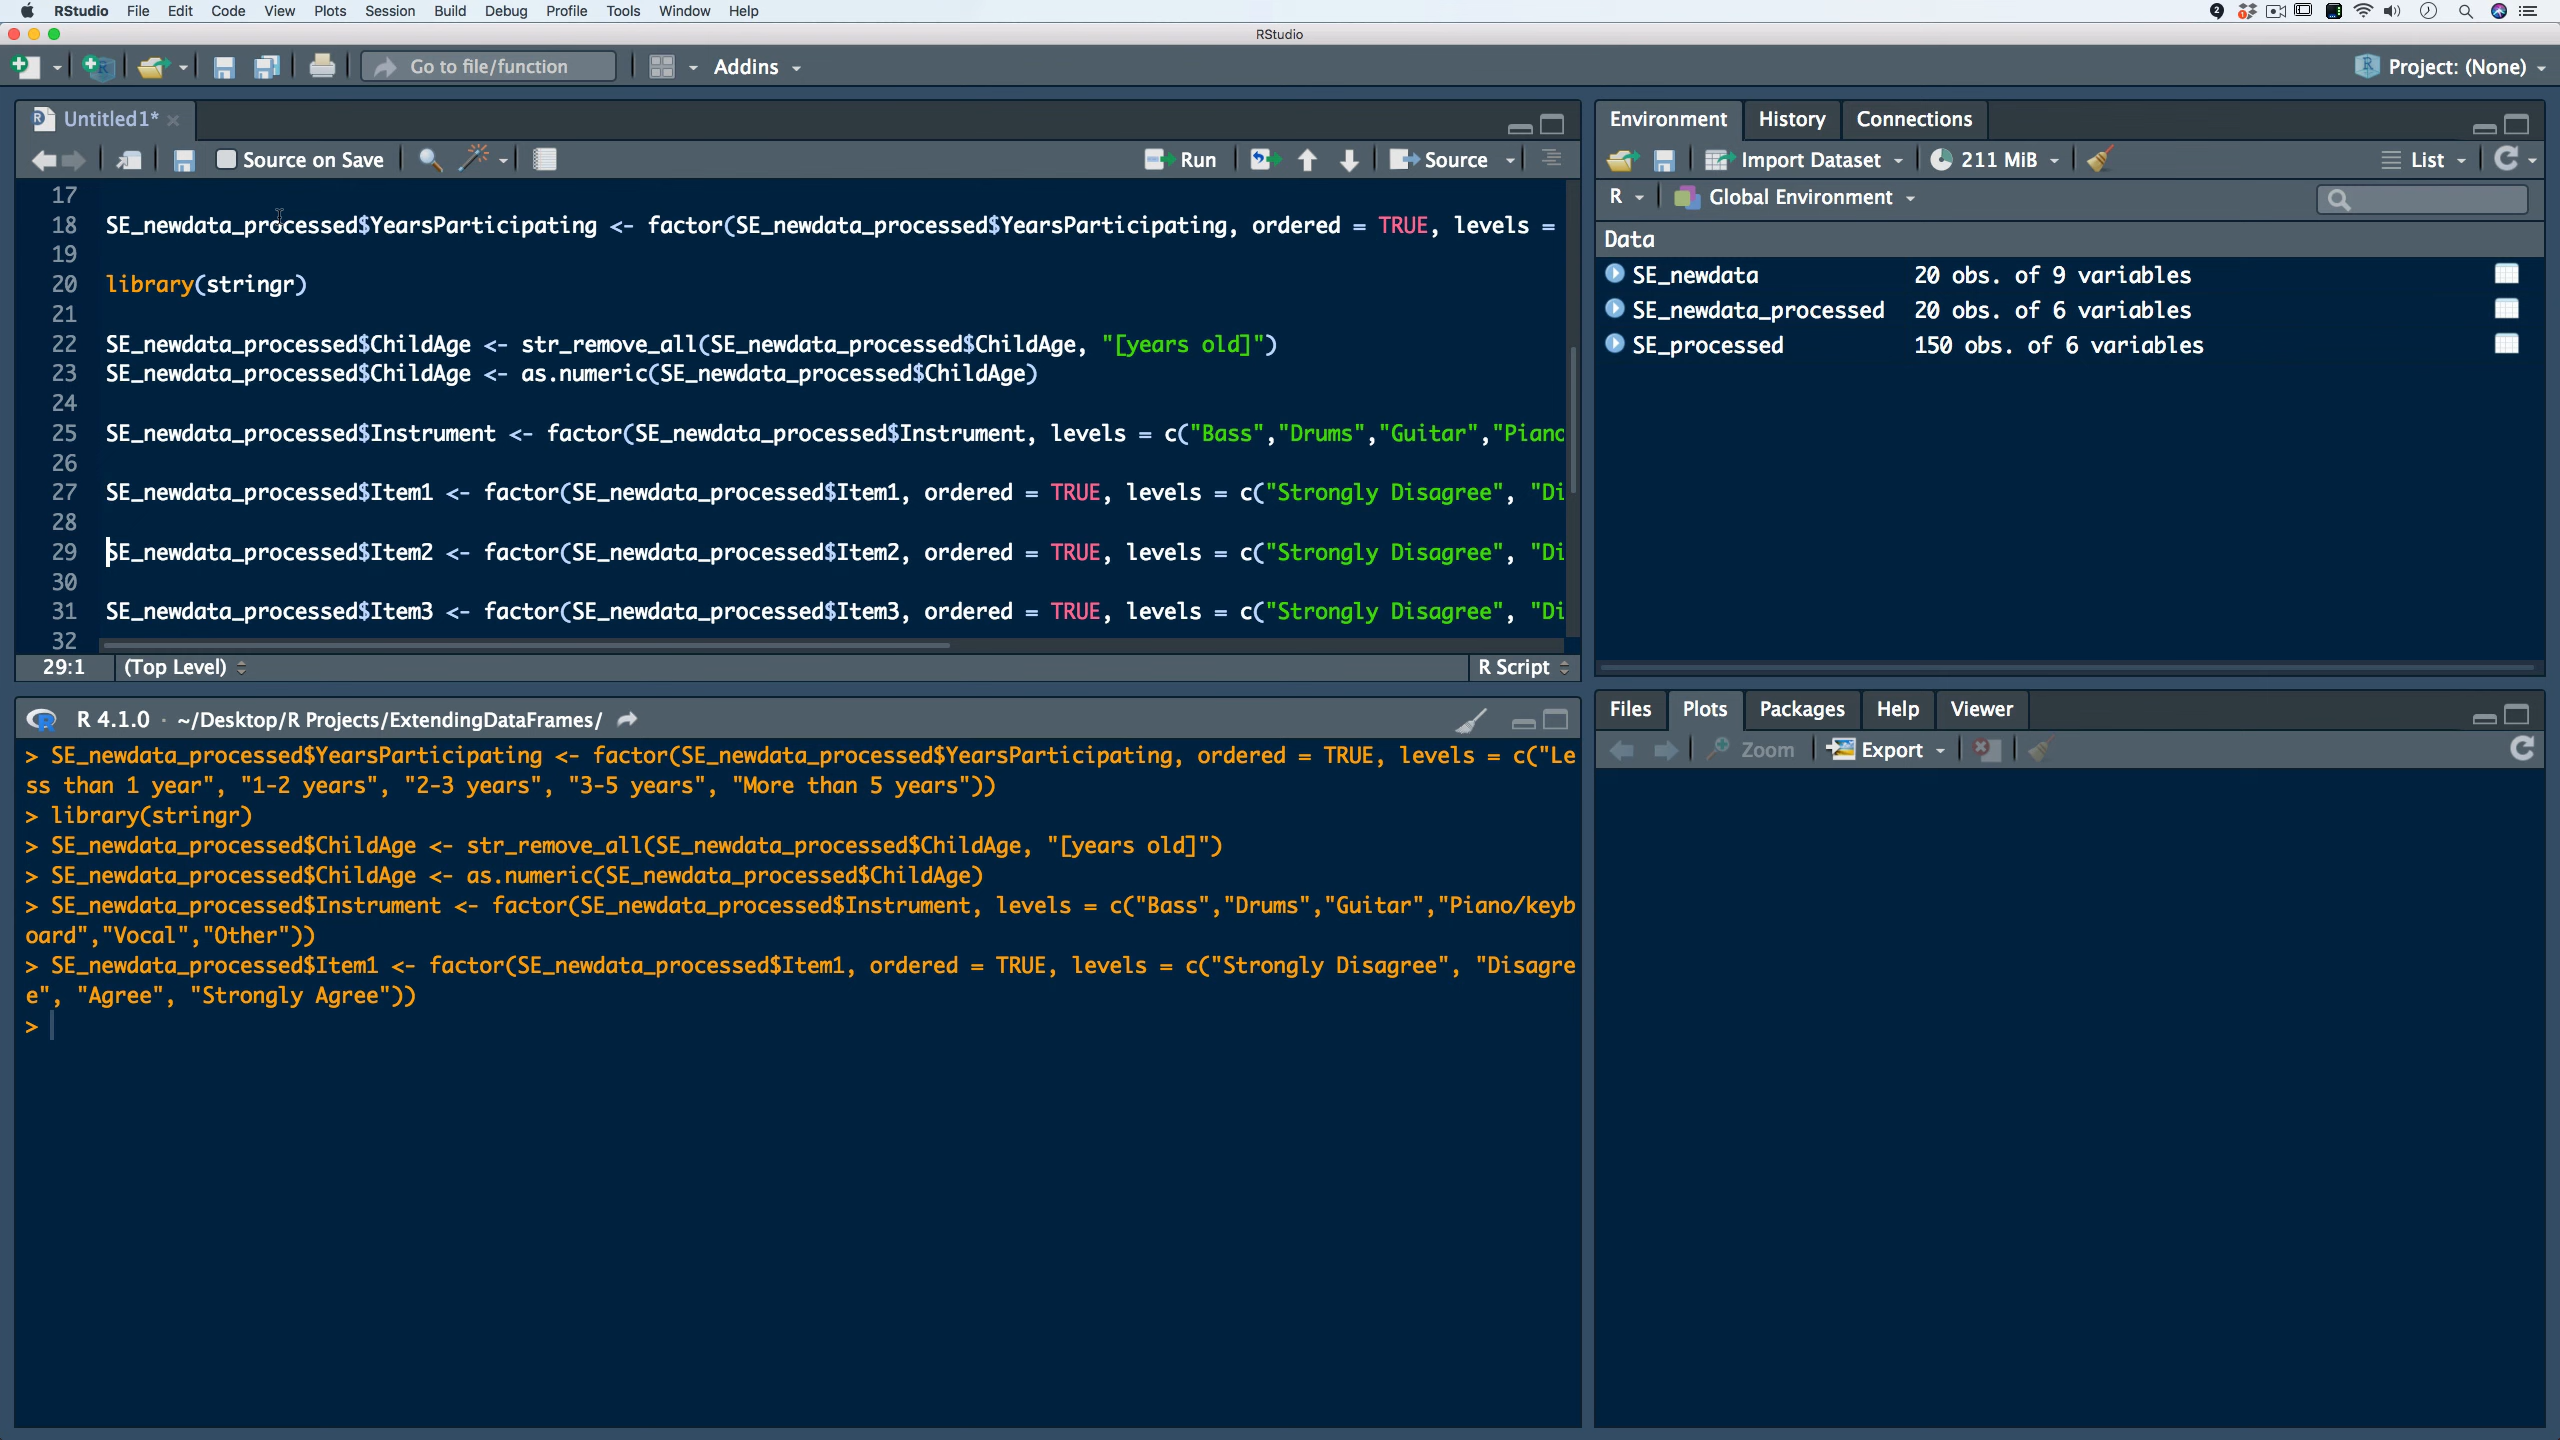 RStudio File Edit Code View Plots Session Build Debug Profile Tools Window Help
RStudio
Go to file/function
Addins
Project: (None)
Untitled1*
Source on Save
Run
Source
17
18 SE_newdata_processed$YearsParticipating <- factor(SE_newdata_processed$YearsParticipating, ordered = TRUE, levels =
19
20 library(stringr)
21
22 SE_newdata_processed$ChildAge <- str_remove_all(SE_newdata_processed$ChildAge, "[years old]")
23 SE_newdata_processed$ChildAge <- as.numeric(SE_newdata_processed$ChildAge)
24
25 SE_newdata_processed$Instrument <- factor(SE_newdata_processed$Instrument, levels = c("Bass","Drums","Guitar","Piano
26
27 SE_newdata_processed$Item1 <- factor(SE_newdata_processed$Item1, ordered = TRUE, levels = c("Strongly Disagree", "Di
28
29 SE_newdata_processed$Item2 <- factor(SE_newdata_processed$Item2, ordered = TRUE, levels = c("Strongly Disagree", "Di
30
31 SE_newdata_processed$Item3 <- factor(SE_newdata_processed$Item3, ordered = TRUE, levels = c("Strongly Disagree", "Di
32
29:1 (Top Level) R Script
R 4.1.0 · ~/Desktop/R Projects/ExtendingDataFrames/
> SE_newdata_processed$YearsParticipating <- factor(SE_newdata_processed$YearsParticipating, ordered = TRUE, levels = c("Le
ss than 1 year", "1-2 years", "2-3 years", "3-5 years", "More than 5 years"))
> library(stringr)
> SE_newdata_processed$ChildAge <- str_remove_all(SE_newdata_processed$ChildAge, "[years old]")
> SE_newdata_processed$ChildAge <- as.numeric(SE_newdata_processed$ChildAge)
> SE_newdata_processed$Instrument <- factor(SE_newdata_processed$Instrument, levels = c("Bass","Drums","Guitar","Piano/keyb
oard","Vocal","Other"))
> SE_newdata_processed$Item1 <- factor(SE_newdata_processed$Item1, ordered = TRUE, levels = c("Strongly Disagree", "Disagre
e", "Agree", "Strongly Agree"))
>
Environment History Connections
Import Dataset 211 MiB List
R Global Environment
Data
SE_newdata 20 obs. of 9 variables
SE_newdata_processed 20 obs. of 6 variables
SE_processed 150 obs. of 6 variables
Files Plots Packages Help Viewer
Zoom Export